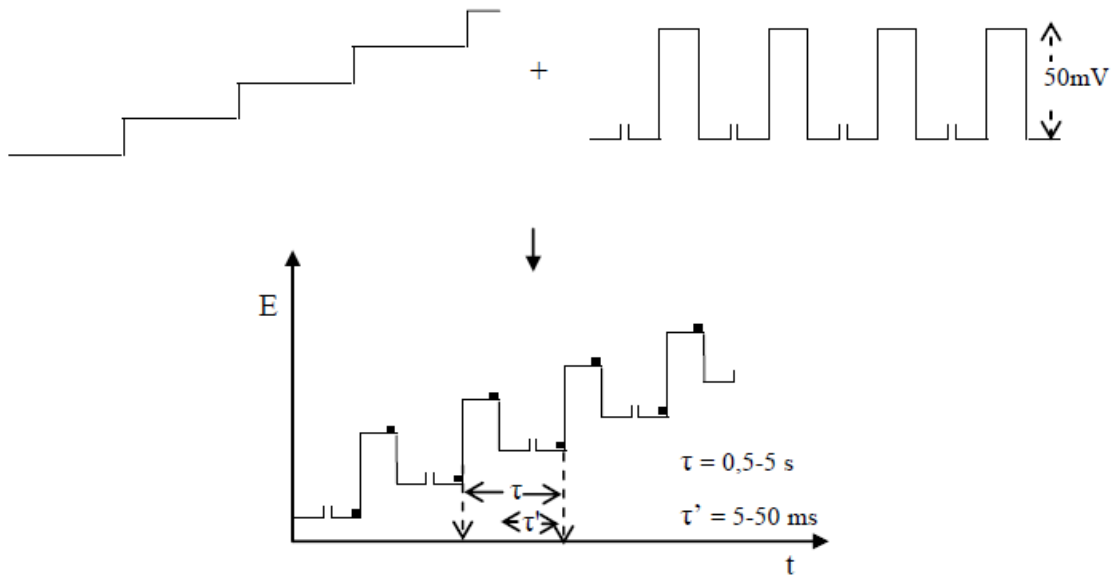 +
50mV
E
τ
τ = 0,5-5 s
τ'
τ’ = 5-50 ms
t